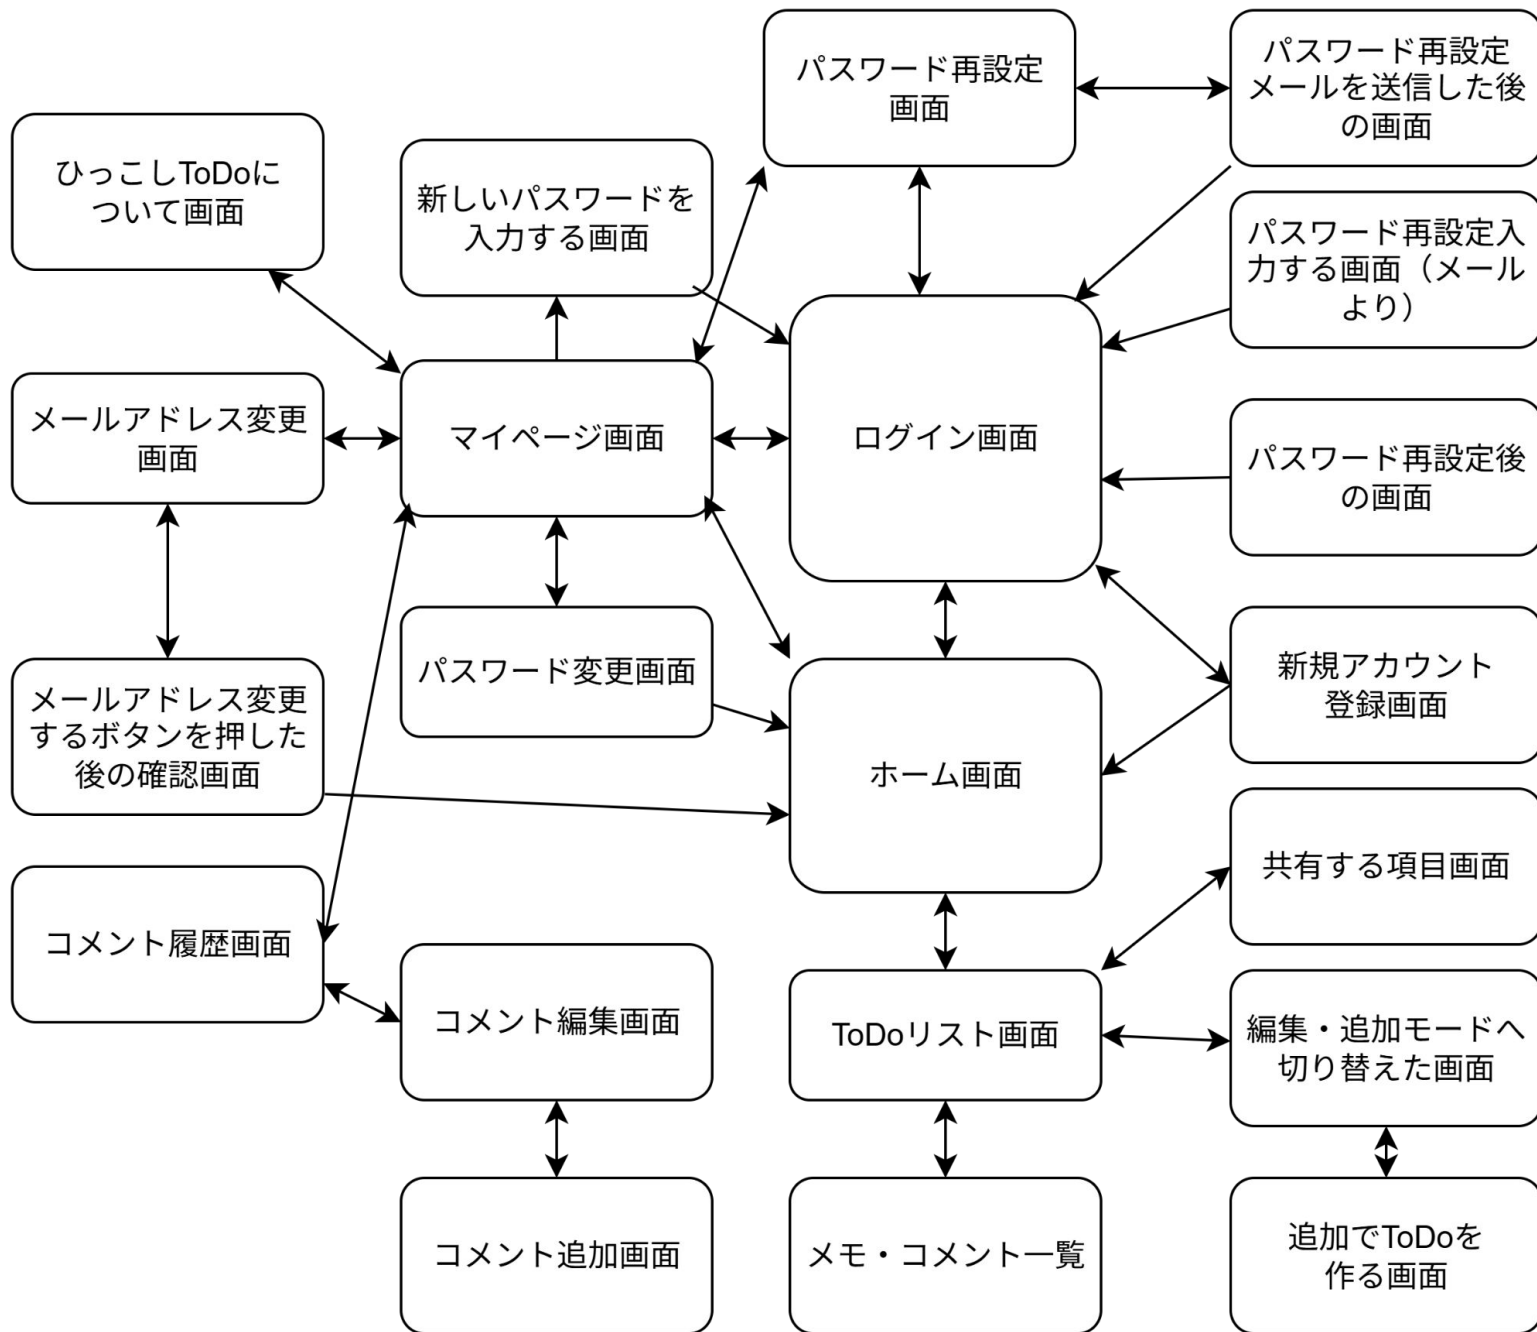 パスワード再設定
画面
パスワード再設定
メールを送信した後
の画面
ひっこしToDoに
ついて画面
新しいパスワードを
入力する画面
パスワード再設定入
力する画面（メール
より）
メールアドレス変更
画面
マイページ画面
ログイン画面
パスワード再設定後
の画面
パスワード変更画面
新規アカウント
登録画面
メールアドレス変更
するボタンを押した
後の確認画面
ホーム画面
共有する項目画面
コメント履歴画面
コメント編集画面
ToDoリスト画面
編集・追加モードへ
切り替えた画面
コメント追加画面
メモ・コメント一覧
追加でToDoを
作る画面